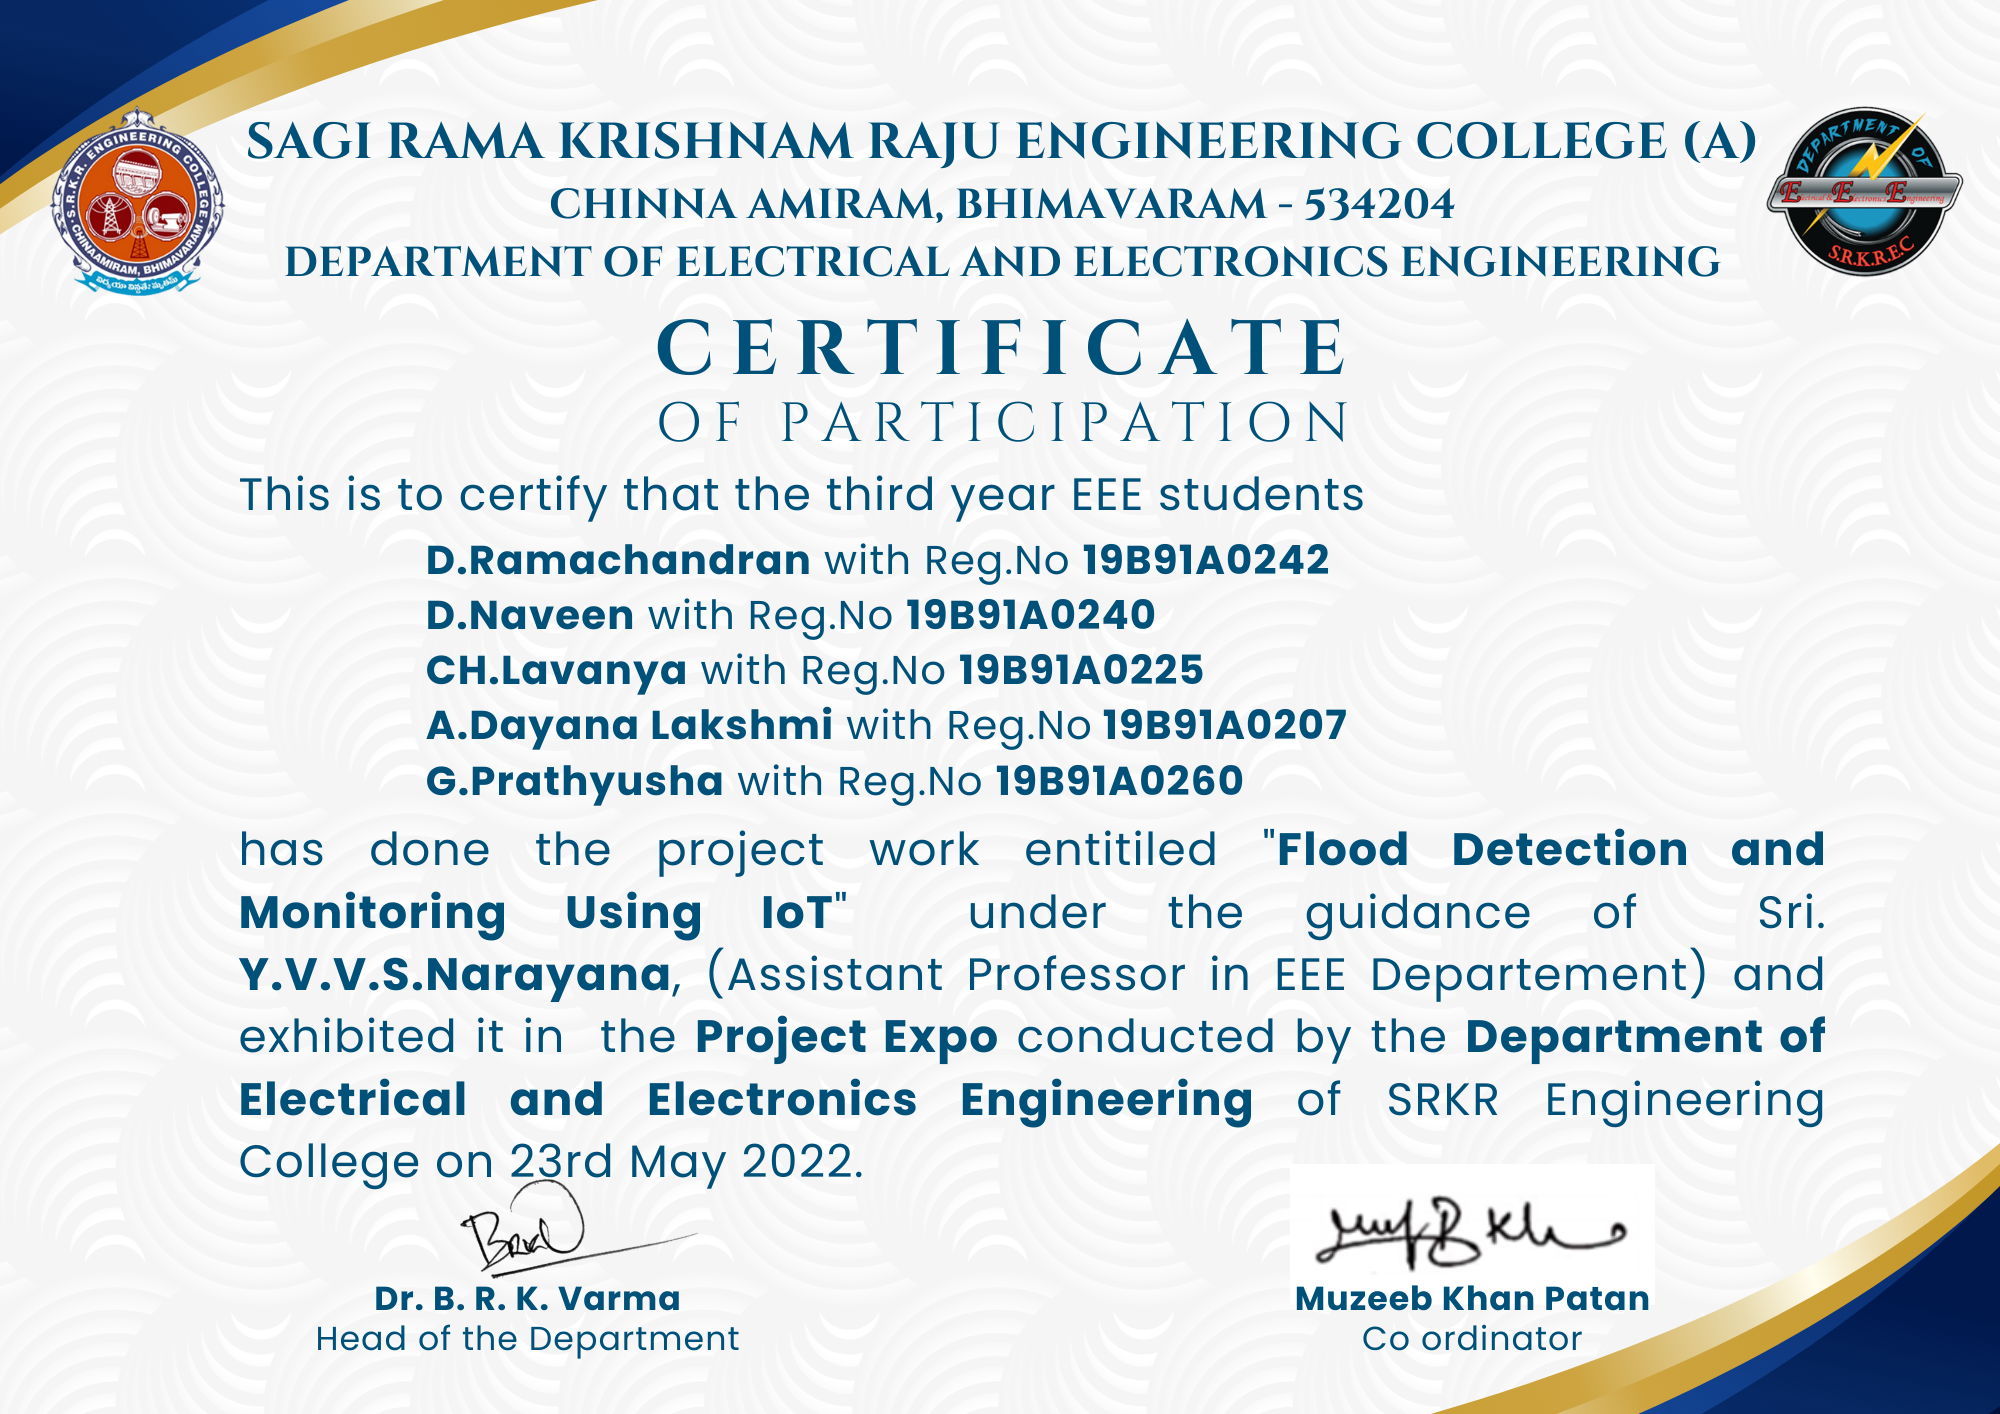 SAGI RAMA KRISHNAM RAJU ENGINEERING COLLEGE (A)
CHINNA AMIRAM, BHIMAVARAM - 534204
DEPARTMENT OF ELECTRICAL AND ELECTRONICS ENGINEERING
S.R.K.R. ENGINEERING COLLEGE
CHINAAMIRAM, BHIMAVARAM
DEPARTMENT OF
Electrical & Electronics Engineering
S.R.K.R.E.C
CERTIFICATE
OF PARTICIPATION
This is to certify that the third year EEE students
D.Ramachandran with Reg.No 19B91A0242
D.Naveen with Reg.No 19B91A0240
CH.Lavanya with Reg.No 19B91A0225
A.Dayana Lakshmi with Reg.No 19B91A0207
G.Prathyusha with Reg.No 19B91A0260
has done the project work entitiled "Flood Detection and
Monitoring Using IoT" under the guidance of Sri.
Y.V.V.S.Narayana, (Assistant Professor in EEE Departement) and
exhibited it in the Project Expo conducted by the Department of
Electrical and Electronics Engineering of SRKR Engineering
College on 23rd May 2022.
Dr. B. R. K. Varma
Head of the Department
Muzeeb Khan Patan
Co ordinator